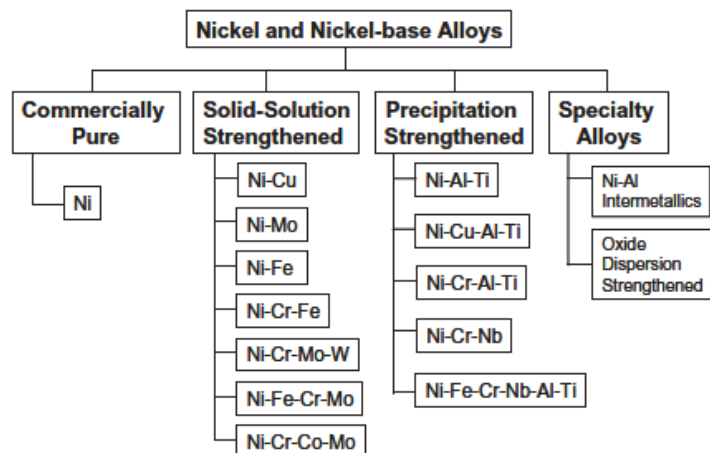 Nickel and Nickel-base Alloys
Commercially
Pure
Ni
Solid-Solution
Strengthened
Ni-Cu
Ni-Mo
Ni-Fe
Ni-Cr-Fe
Ni-Cr-Mo-W
Ni-Fe-Cr-Mo
Ni-Cr-Co-Mo
Precipitation
Strengthened
Ni-Al-Ti
Ni-Cu-Al-Ti
Ni-Cr-Al-Ti
Ni-Cr-Nb
Ni-Fe-Cr-Nb-Al-Ti
Specialty
Alloys
Ni-Al
Intermetallics
Oxide
Dispersion
Strengthened